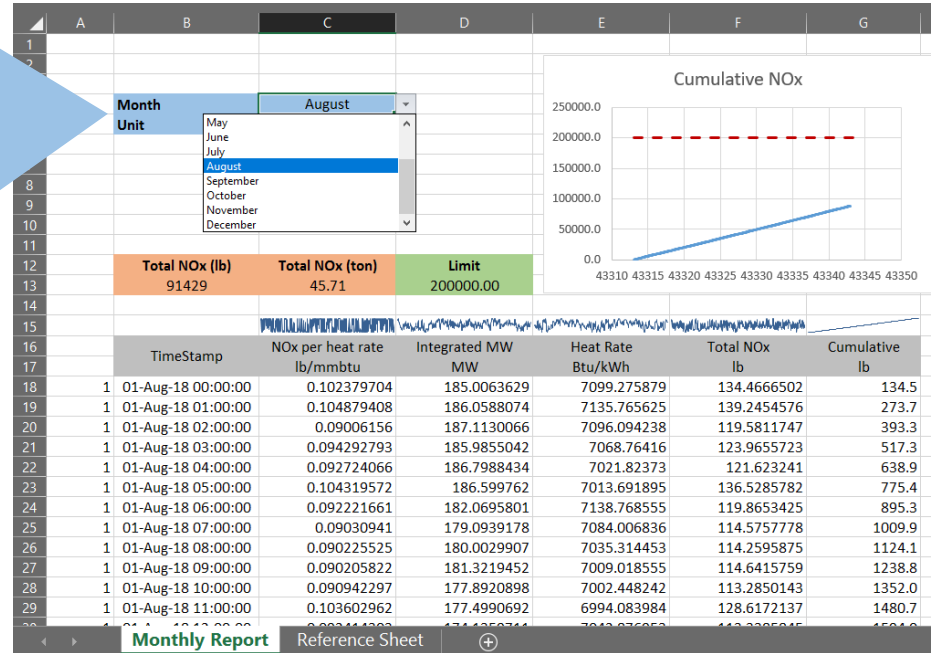 A B C D E F G
1
2
Cumulative NOx
Month August
Unit
May
June
July
August
September
October
November
December
250000.0
200000.0
150000.0
100000.0
50000.0
0.0
43310 43315 43320 43325 43330 43335 43340 43345 43350
8
9
10
11
12 Total NOx (lb) Total NOx (ton) Limit
13 91429 45.71 200000.00
14
15
16 TimeStamp NOx per heat rate Integrated MW Heat Rate Total NOx Cumulative
17 lb/mmbtu MW Btu/kWh lb lb
18 1 01-Aug-18 00:00:00 0.102379704 185.0063629 7099.275879 134.4666502 134.5
19 1 01-Aug-18 01:00:00 0.104879408 186.0588074 7135.765625 139.2454576 273.7
20 1 01-Aug-18 02:00:00 0.09006156 187.1130066 7096.094238 119.5811747 393.3
21 1 01-Aug-18 03:00:00 0.094292793 185.9855042 7068.76416 123.9655723 517.3
22 1 01-Aug-18 04:00:00 0.092724066 186.7988434 7021.82373 121.623241 638.9
23 1 01-Aug-18 05:00:00 0.104319572 186.599762 7013.691895 136.5285782 775.4
24 1 01-Aug-18 06:00:00 0.092221661 182.0695801 7138.768555 119.8653425 895.3
25 1 01-Aug-18 07:00:00 0.09030941 179.0939178 7084.006836 114.5757778 1009.9
26 1 01-Aug-18 08:00:00 0.090225525 180.0029907 7035.314453 114.2595875 1124.1
27 1 01-Aug-18 09:00:00 0.090205822 181.3219452 7009.018555 114.6415759 1238.8
28 1 01-Aug-18 10:00:00 0.090942297 177.8920898 7002.448242 113.2850143 1352.0
29 1 01-Aug-18 11:00:00 0.103602962 177.4990692 6994.083984 128.6172137 1480.7
Monthly Report Reference Sheet